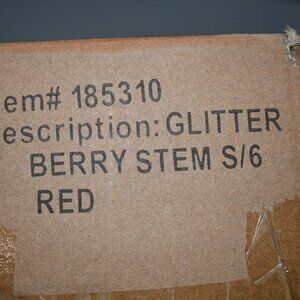 em# 185310
escription: GLITTER
BERRY STEM S/6
RED